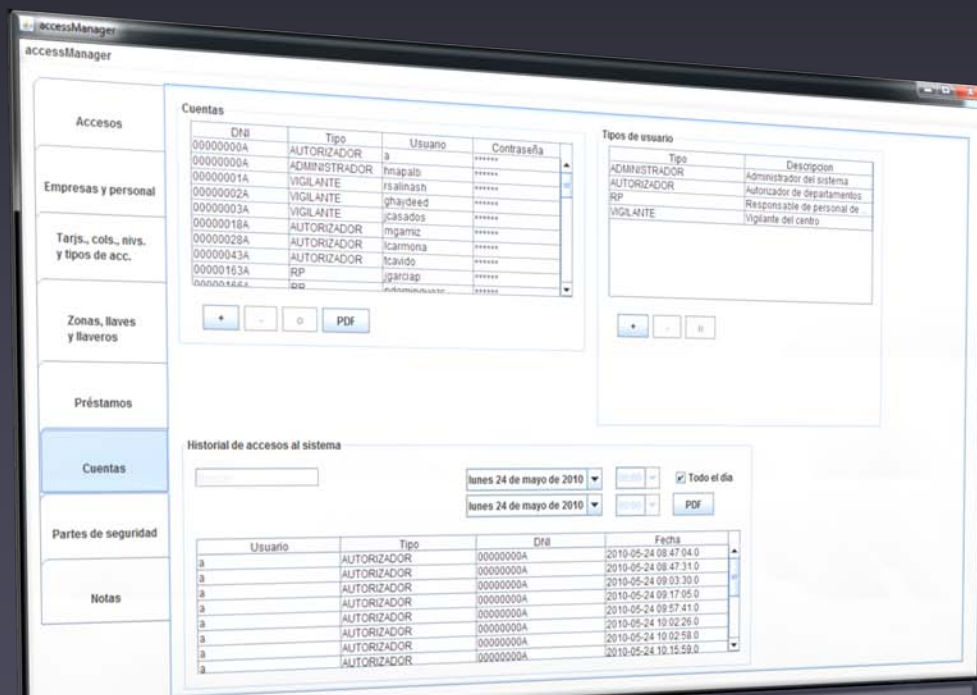 accessManager
accessManager
Accesos
Empresas y personal
Tarjs., cols., nivs.
y tipos de acc.
Zonas, llaves
y llaveros
Préstamos
Cuentas
Partes de seguridad
Notas
Cuentas
DNI Tipo Usuario Contraseña
00000000A AUTORIZADOR a ******
00000000A ADMINISTRADOR hnapalb ******
00000001A VIGILANTE rsalinash ******
00000002A VIGILANTE ghaydeed ******
00000003A VIGILANTE jcasados ******
00000018A AUTORIZADOR mgamiz ******
00000028A AUTORIZADOR lcarmona ******
00000043A AUTORIZADOR tcavido ******
00000163A RP jgarciap ******
RP ******
+ - o PDF
Tipos de usuario
Tipo Descripcion
ADMINISTRADOR Administrador del sistema
AUTORIZADOR Autorizador de departamentos
RP Responsable de personal de ...
VIGILANTE Vigilante del centro
+ - o
Historial de accesos al sistema
lunes 24 de mayo de 2010 00:00 Todo el día
lunes 24 de mayo de 2010 00:00 PDF
Usuario Tipo DNI Fecha
a AUTORIZADOR 00000000A 2010-05-24 08:47:04.0
a AUTORIZADOR 00000000A 2010-05-24 08:47:31.0
a AUTORIZADOR 00000000A 2010-05-24 09:03:30.0
a AUTORIZADOR 00000000A 2010-05-24 09:17:05.0
a AUTORIZADOR 00000000A 2010-05-24 09:57:41.0
a AUTORIZADOR 00000000A 2010-05-24 10:02:26.0
a AUTORIZADOR 00000000A 2010-05-24 10:02:58.0
a AUTORIZADOR 00000000A 2010-05-24 10:15:59.0